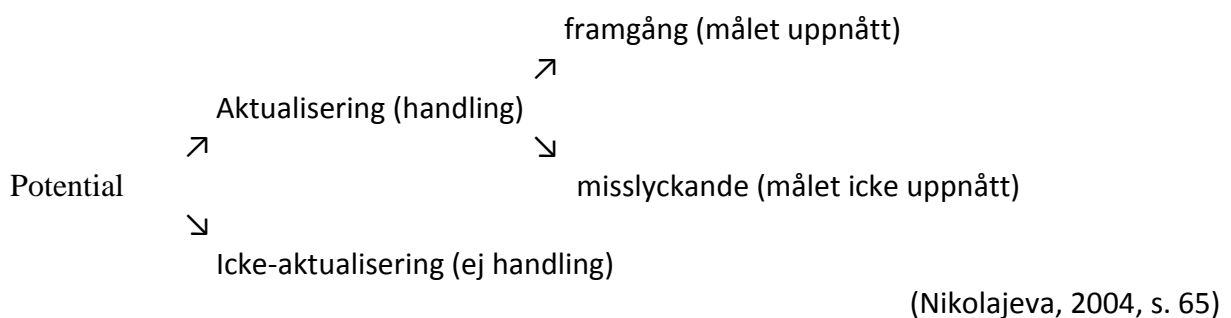 framgång (målet uppnått)
↗
Aktualisering (handling)
↗ ↘
Potential misslyckande (målet icke uppnått)
↘
Icke-aktualisering (ej handling)
(Nikolajeva, 2004, s. 65)